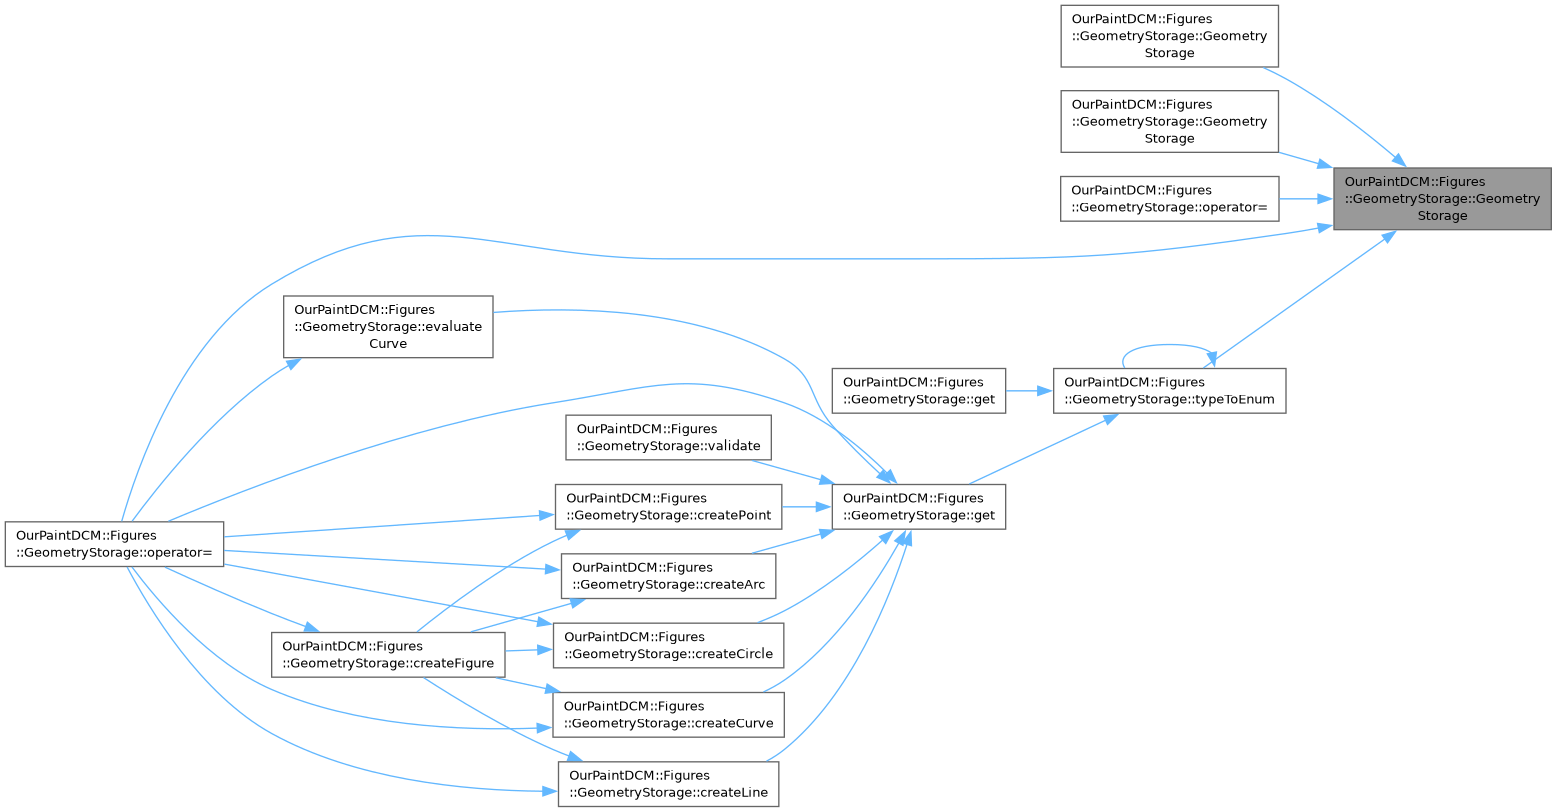 OurPaintDCM::Figures
::GeometryStorage::Geometry
Storage
OurPaintDCM::Figures
::GeometryStorage::Geometry
Storage
OurPaintDCM::Figures
::GeometryStorage::operator=
OurPaintDCM::Figures
::GeometryStorage::Geometry
Storage
OurPaintDCM::Figures
::GeometryStorage::evaluate
Curve
OurPaintDCM::Figures
::GeometryStorage::get
OurPaintDCM::Figures
::GeometryStorage::typeToEnum
OurPaintDCM::Figures
::GeometryStorage::validate
OurPaintDCM::Figures
::GeometryStorage::createPoint
OurPaintDCM::Figures
::GeometryStorage::get
OurPaintDCM::Figures
::GeometryStorage::operator=
OurPaintDCM::Figures
::GeometryStorage::createArc
OurPaintDCM::Figures
::GeometryStorage::createCircle
OurPaintDCM::Figures
::GeometryStorage::createFigure
OurPaintDCM::Figures
::GeometryStorage::createCurve
OurPaintDCM::Figures
::GeometryStorage::createLine